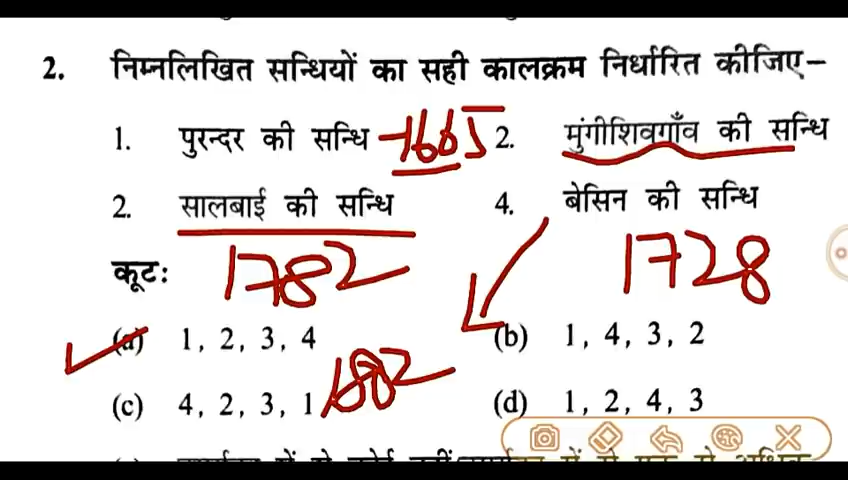 2. निम्नलिखित सन्धियों का सही कालक्रम निर्धारित कीजिए–
1. पुरन्दर की सन्धि -1665 2. मुंगीशिवगाँव की सन्धि
2. सालबाई की सन्धि 4. बेसिन की सन्धि
कूटः 1782 1728
(a) 1, 2, 3, 4 (b) 1, 4, 3, 2
(c) 4, 2, 3, 1 (d) 1, 2, 4, 3